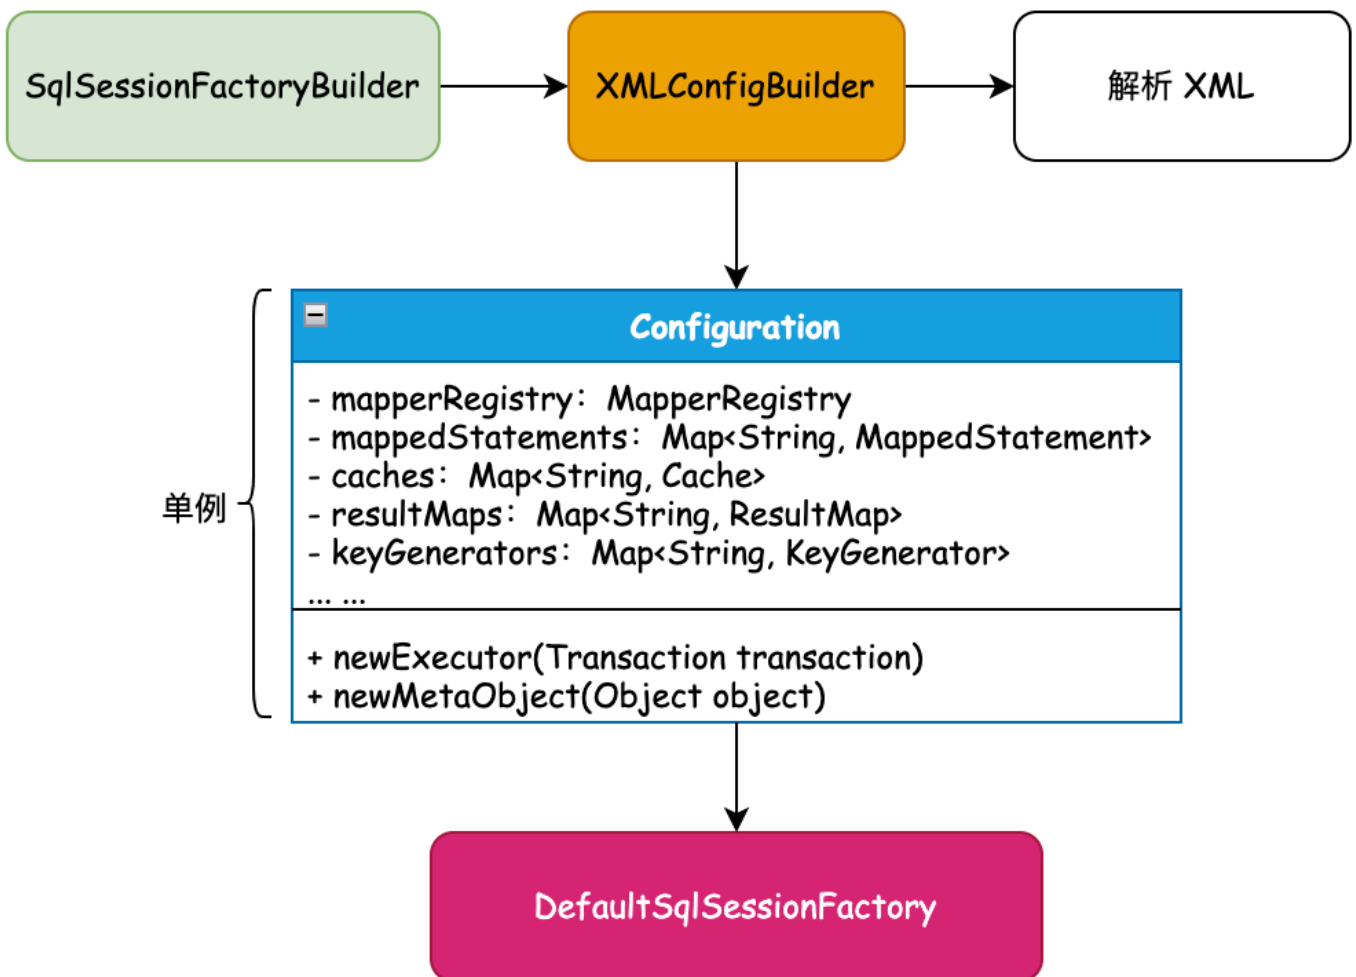 SqlSessionFactoryBuilder
XMLConfigBuilder
解析 XML
Configuration
- mapperRegistry：MapperRegistry
- mappedStatements：Map<String, MappedStatement>
- caches：Map<String, Cache>
- resultMaps：Map<String, ResultMap>
- keyGenerators：Map<String, KeyGenerator>
... ...
单例
+ newExecutor(Transaction transaction)
+ newMetaObject(Object object)
DefaultSqlSessionFactory